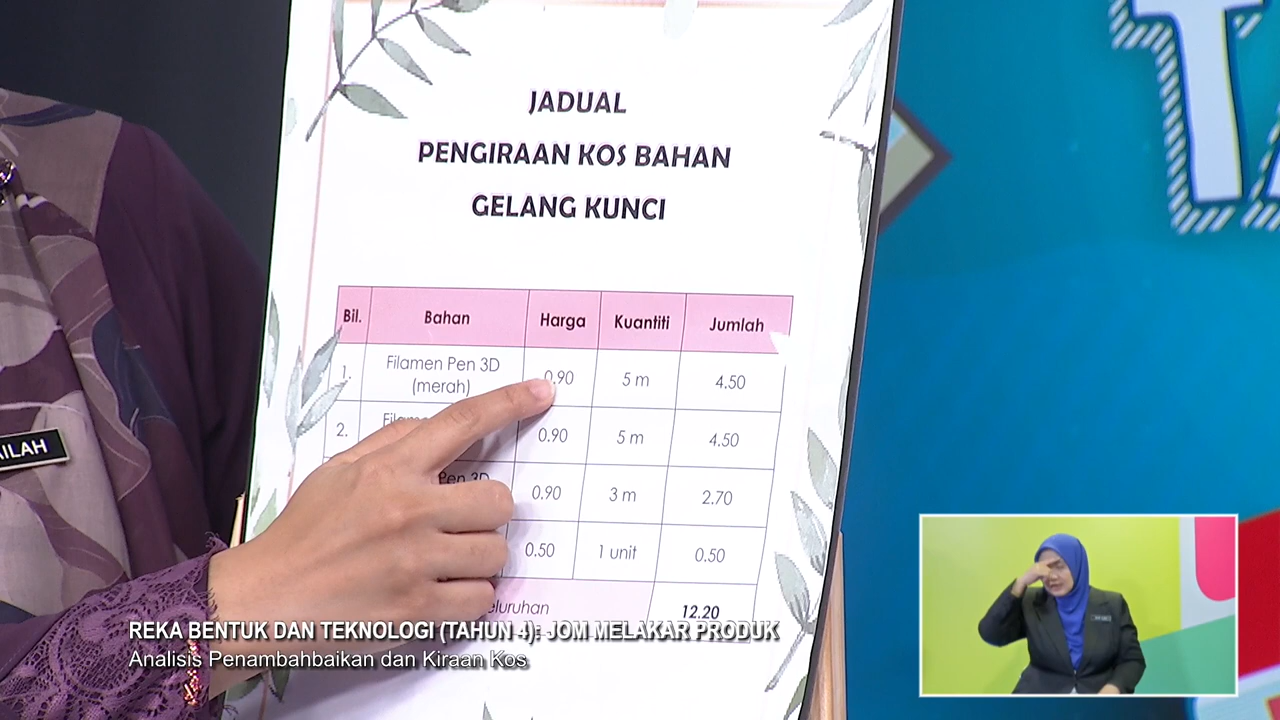 JADUAL
PENGIRAAN KOS BAHAN
GELANG KUNCI
Bil. Bahan Harga Kuantiti Jumlah
1. Filamen Pen 3D (merah) 0.90 5 m 4.50
2. 0.90 5 m 4.50
Pen 3D 0.90 3 m 2.70
0.50 1 unit 0.50
12.20
AILAH
REKA BENTUK DAN TEKNOLOGI (TAHUN 4): JOM MELAKAR PRODUK
Analisis Penambahbaikan dan Kiraan Kos